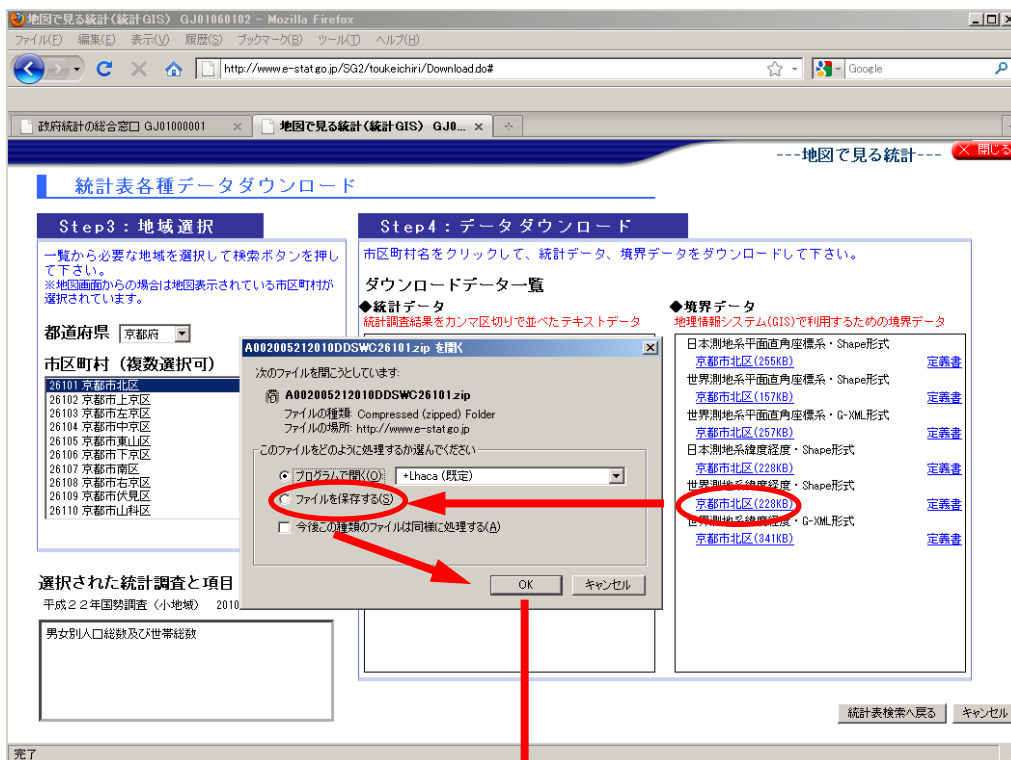 地図で見る統計(統計GIS) GJ01060102 - Mozilla Firefox
ファイル(F) 編集(E) 表示(V) 履歴(S) ブックマーク(B) ツール(T) ヘルプ(H)
http://www.e-stat.go.jp/SG2/toukeichiri/Download.do#
Google
政府統計の総合窓口 GJ01000001 ×
地図で見る統計(統計GIS) GJ0... ×
---地図で見る統計---
× 閉じる
統計表各種データダウンロード
Step3：地域選択
一覧から必要な地域を選択して検索ボタンを押し
て下さい。
※地図画面からの場合は地図表示されている市区町村が
選択されています。
都道府県 京都府
市区町村 (複数選択可)
26101 京都市北区
26102 京都市上京区
26103 京都市左京区
26104 京都市中京区
26105 京都市東山区
26106 京都市下京区
26107 京都市南区
26108 京都市右京区
26109 京都市伏見区
26110 京都市山科区
選択された統計調査と項目
平成２２年国勢調査（小地域） 2010
男女別人口総数及び世帯総数
Step4：データダウンロード
市区町村名をクリックして、統計データ、境界データをダウンロードして下さい。
ダウンロードデータ一覧
◆統計データ
統計調査結果をカンマ区切りで並べたテキストデータ
◆境界データ
地理情報システム(GIS)で利用するための境界データ
日本測地系平面直角座標系・Shape形式
京都市北区(255KB) 定義書
世界測地系平面直角座標系・Shape形式
京都市北区(157KB) 定義書
世界測地系平面直角座標系・G-XML形式
京都市北区(257KB) 定義書
日本測地系緯度経度・Shape形式
京都市北区(228KB) 定義書
世界測地系緯度経度・Shape形式
京都市北区(228KB) 定義書
世界測地系緯度経度・G-XML形式
京都市北区(341KB) 定義書
A002005212010DDSWC26101.zip を開く
次のファイルを開こうとしています:
A002005212010DDSWC26101.zip
ファイルの種類: Compressed (zipped) Folder
ファイルの場所: http://www.e-stat.go.jp
このファイルをどのように処理するか選んでください
プログラムで開く(O): +Lhaca (既定)
ファイルを保存する(S)
今後この種類のファイルは同様に処理する(A)
OK キャンセル
統計表検索へ戻る キャンセル
完了